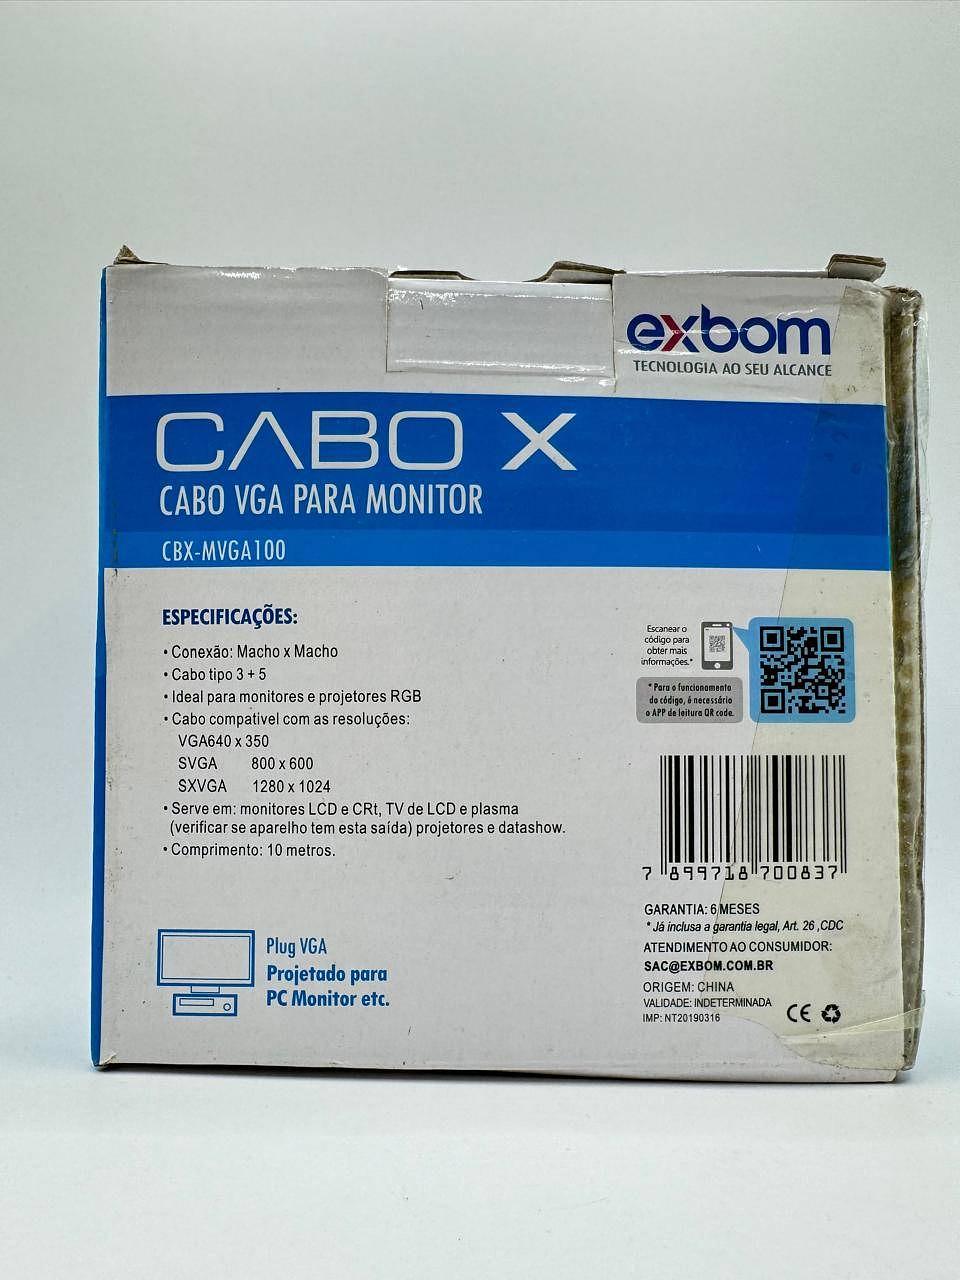 exbom
TECNOLOGIA AO SEU ALCANCE
CABO X
CABO VGA PARA MONITOR
CBX-MVGA100
ESPECIFICAÇÕES:
• Conexão: Macho x Macho
• Cabo tipo 3 + 5
• Ideal para monitores e projetores RGB
• Cabo compativel com as resoluções:
VGA640 x 350
SVGA 800 x 600
SXVGA 1280 x 1024
• Serve em: monitores LCD e CRt, TV de LCD e plasma
(verificar se aparelho tem esta saída) projetores e datashow.
• Comprimento: 10 metros.
Plug VGA
Projetado para
PC Monitor etc.
Escanear o
código para
obter mais
informações.*
* Para o funcionamento
do código, é necessário
o APP de leitura QR code.
7 899718 700837
GARANTIA: 6 MESES
* Já inclusa a garantia legal, Art. 26 ,CDC
ATENDIMENTO AO CONSUMIDOR:
SAC@EXBOM.COM.BR
ORIGEM: CHINA
VALIDADE: INDETERMINADA
IMP: NT20190316
CE